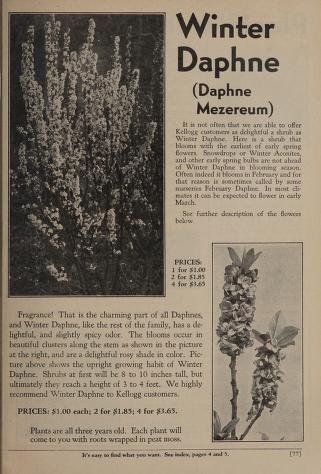 Winter
Daphne
(Daphne
Mezereum)
It is not often that we are able to offer
Kellogg customers as delightful a shrub as
Winter Daphne. Here is a shrub that
blooms with the earliest of early spring
flowers. Snowdrops or Winter Aconites,
and other early spring bulbs are not ahead
of Winter Daphne in blooming season.
Often indeed it blooms in February and for
that reason is sometimes called by some
nurseries February Daphne. In most cli-
mates it can be expected to flower in early
March.
See further description of the flowers
below.
PRICES:
1 for $1.00
2 for $1.85
4 for $3.65
Fragrance! That is the charming part of all Daphnes,
and Winter Daphne, like the rest of the family, has a de-
lightful, and slightly spicy odor. The blooms occur in
beautiful clusters along the stem as shown in the picture
at the right, and are a delightful rosy shade in color. Pic-
ture above shows the upright growing habit of Winter
Daphne. Shrubs at first will be 8 to 10 inches tall, but
ultimately they reach a height of 3 to 4 feet. We highly
recommend Winter Daphne to Kellogg customers.
PRICES: $1.00 each; 2 for $1.85; 4 for $3.65.
Plants are all three years old. Each plant will
come to you with roots wrapped in peat moss.
It's easy to find what you want. See index, pages 4 and 5.
[77]